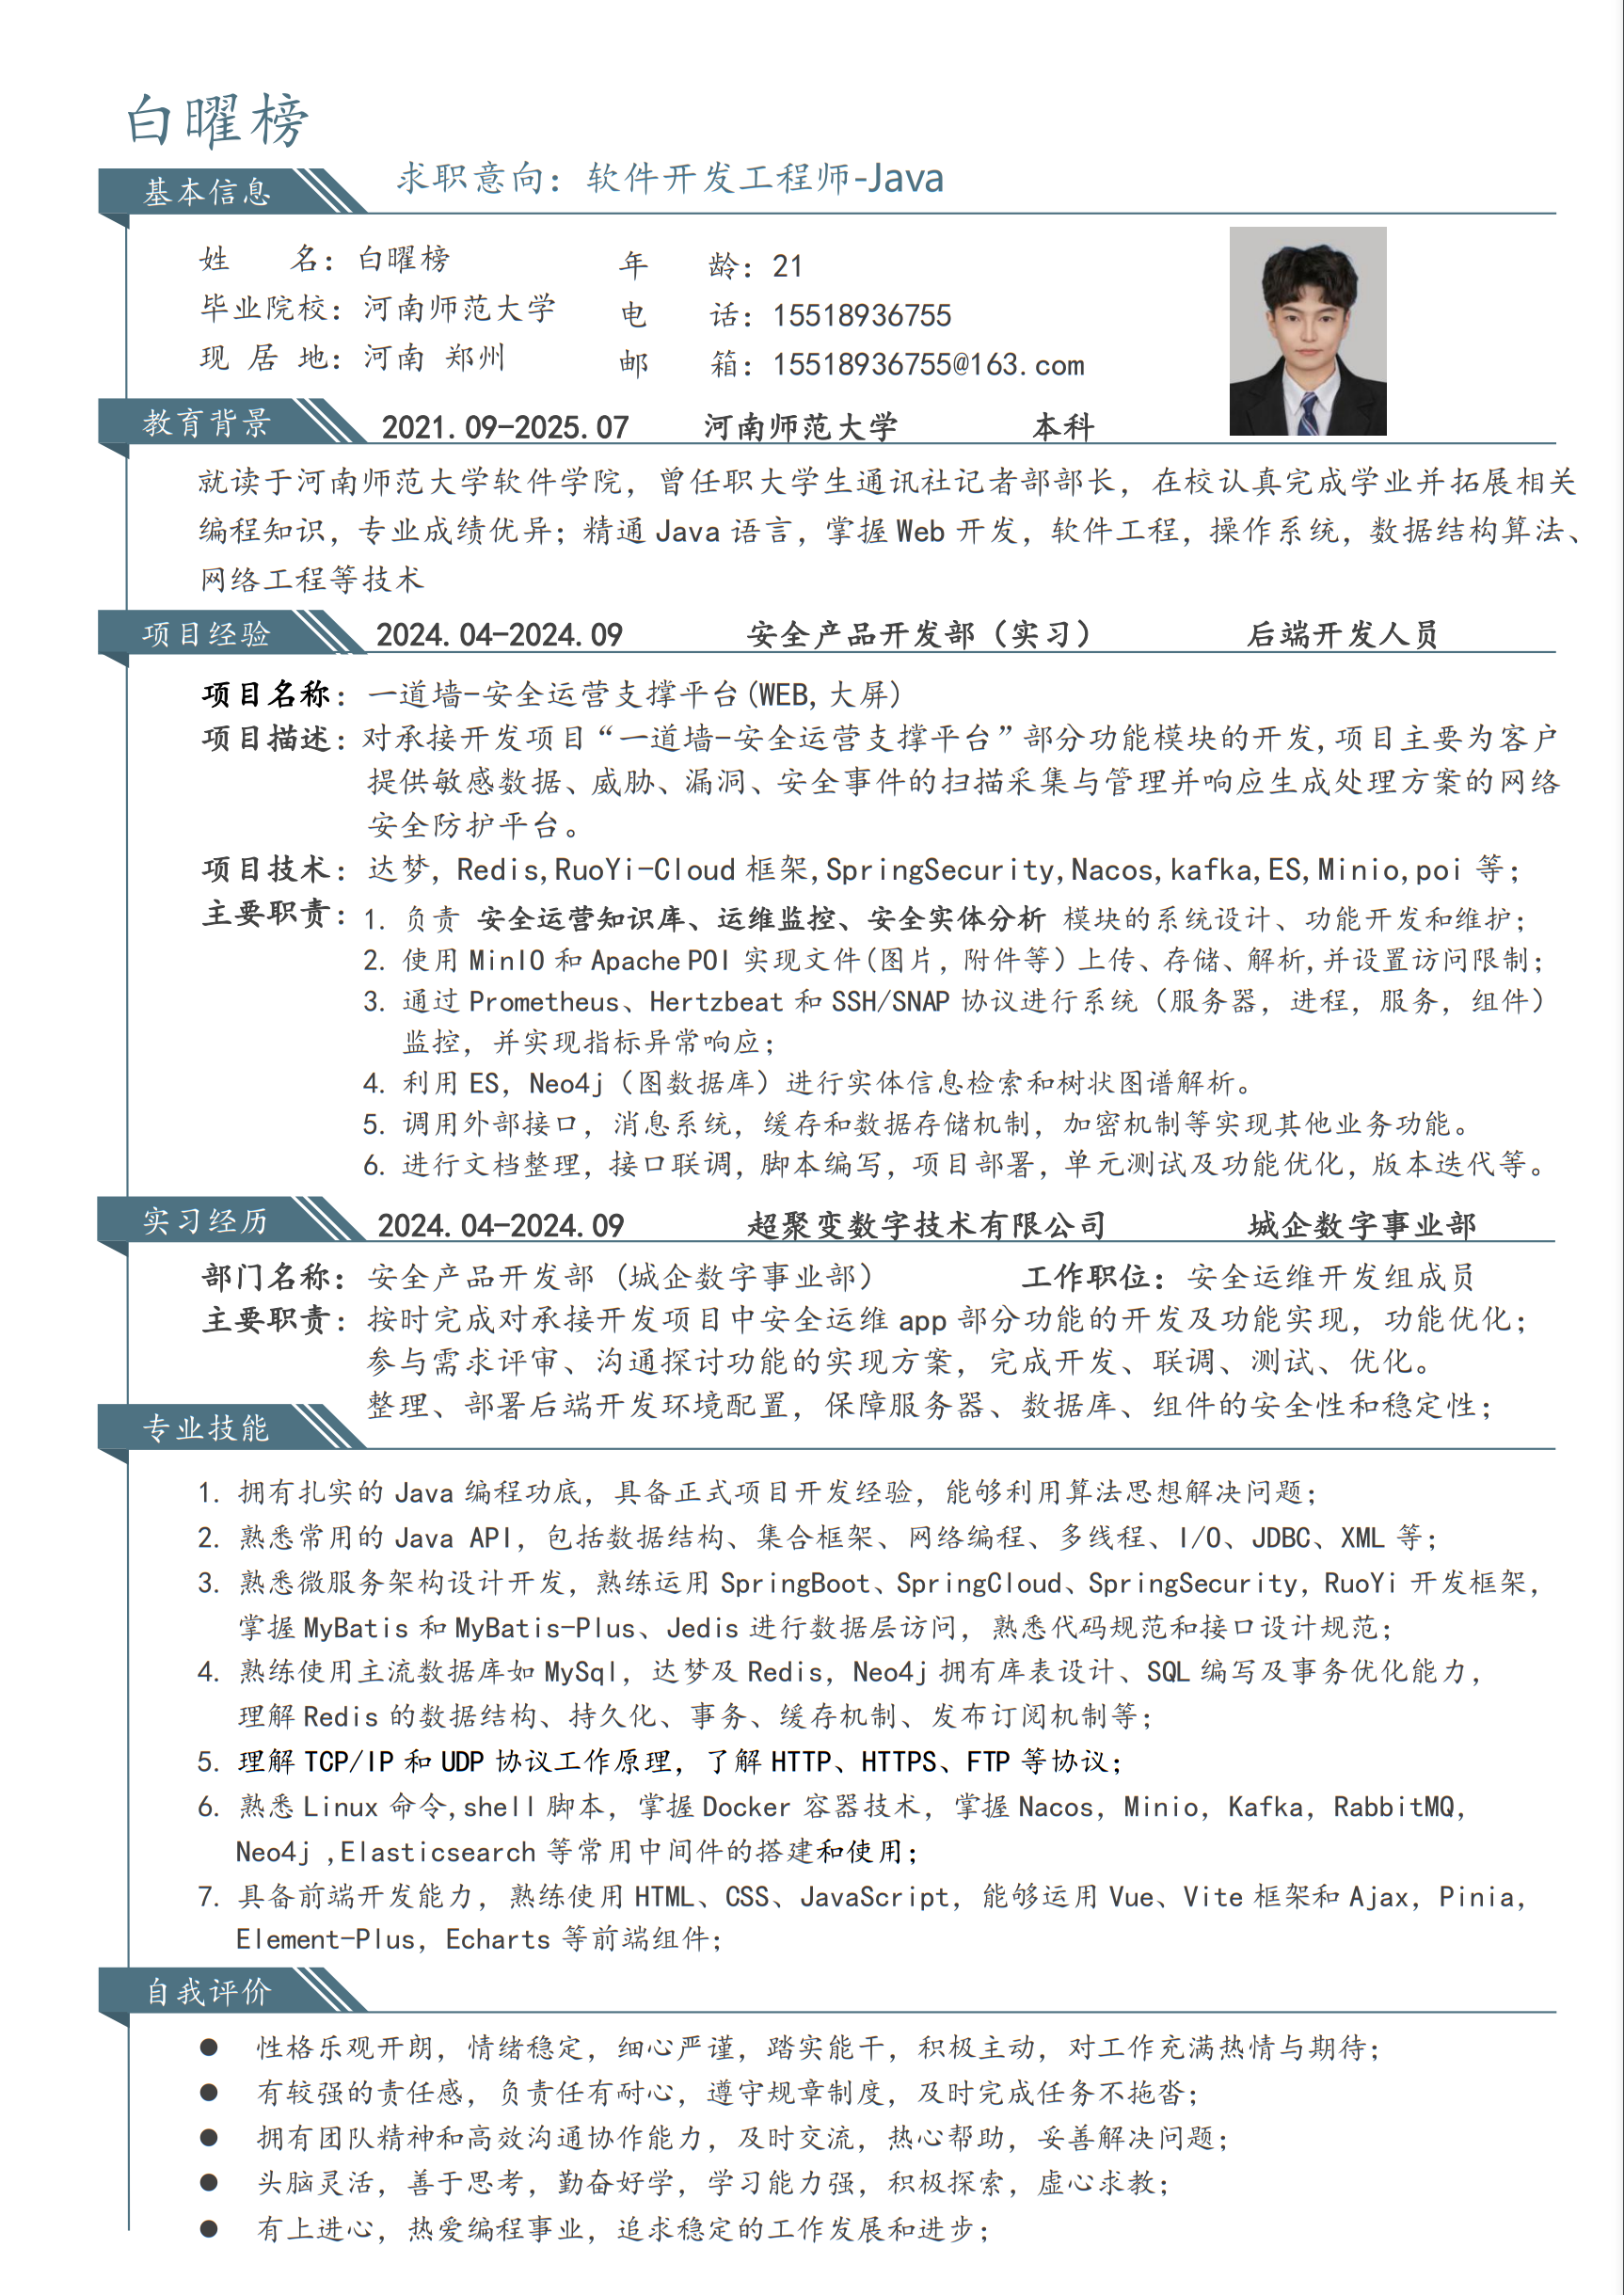 白曜榜
基本信息
求职意向：软件开发工程师-Java
姓 名：白曜榜 年 龄：21
毕业院校：河南师范大学 电 话：15518936755
现 居 地：河南 郑州 邮 箱：15518936755@163.com
教育背景 2021.09-2025.07 河南师范大学 本科
就读于河南师范大学软件学院，曾任职大学生通讯社记者部部长，在校认真完成学业并拓展相关
编程知识，专业成绩优异；精通 Java 语言，掌握 Web 开发，软件工程，操作系统，数据结构算法、
网络工程等技术
项目经验 2024.04-2024.09 安全产品开发部（实习） 后端开发人员
项目名称：一道墙-安全运营支撑平台(WEB,大屏)
项目描述：对承接开发项目“一道墙-安全运营支撑平台”部分功能模块的开发,项目主要为客户
提供敏感数据、威胁、漏洞、安全事件的扫描采集与管理并响应生成处理方案的网络
安全防护平台。
项目技术：达梦，Redis,RuoYi-Cloud 框架,SpringSecurity,Nacos,kafka,ES,Minio,poi 等；
主要职责：1. 负责 安全运营知识库、运维监控、安全实体分析 模块的系统设计、功能开发和维护；
2. 使用 MinIO 和 Apache POI 实现文件(图片，附件等)上传、存储、解析,并设置访问限制；
3. 通过 Prometheus、Hertzbeat 和 SSH/SNAP 协议进行系统（服务器，进程，服务，组件）
监控，并实现指标异常响应；
4. 利用 ES，Neo4j（图数据库）进行实体信息检索和树状图谱解析。
5. 调用外部接口，消息系统，缓存和数据存储机制，加密机制等实现其他业务功能。
6. 进行文档整理，接口联调，脚本编写，项目部署，单元测试及功能优化，版本迭代等。
实习经历 2024.04-2024.09 超聚变数字技术有限公司 城企数字事业部
部门名称：安全产品开发部 (城企数字事业部） 工作职位：安全运维开发组成员
主要职责：按时完成对承接开发项目中安全运维 app 部分功能的开发及功能实现，功能优化；
参与需求评审、沟通探讨功能的实现方案，完成开发、联调、测试、优化。
整理、部署后端开发环境配置，保障服务器、数据库、组件的安全性和稳定性；
专业技能
1. 拥有扎实的 Java 编程功底，具备正式项目开发经验，能够利用算法思想解决问题；
2. 熟悉常用的 Java API，包括数据结构、集合框架、网络编程、多线程、I/O、JDBC、XML 等；
3. 熟悉微服务架构设计开发，熟练运用 SpringBoot、SpringCloud、SpringSecurity，RuoYi 开发框架，
掌握 MyBatis 和 MyBatis-Plus、Jedis 进行数据层访问，熟悉代码规范和接口设计规范；
4. 熟练使用主流数据库如 MySql，达梦及 Redis，Neo4j 拥有库表设计、SQL 编写及事务优化能力，
理解 Redis 的数据结构、持久化、事务、缓存机制、发布订阅机制等；
5. 理解 TCP/IP 和 UDP 协议工作原理，了解 HTTP、HTTPS、FTP 等协议；
6. 熟悉 Linux 命令,shell 脚本，掌握 Docker 容器技术，掌握 Nacos，Minio，Kafka，RabbitMQ，
Neo4j ,Elasticsearch 等常用中间件的搭建和使用；
7. 具备前端开发能力，熟练使用 HTML、CSS、JavaScript，能够运用 Vue、Vite 框架和 Ajax，Pinia，
Element-Plus，Echarts 等前端组件；
自我评价
● 性格乐观开朗，情绪稳定，细心严谨，踏实能干，积极主动，对工作充满热情与期待；
● 有较强的责任感，负责任有耐心，遵守规章制度，及时完成任务不拖沓；
● 拥有团队精神和高效沟通协作能力，及时交流，热心帮助，妥善解决问题；
● 头脑灵活，善于思考，勤奋好学，学习能力强，积极探索，虚心求教；
● 有上进心，热爱编程事业，追求稳定的工作发展和进步；